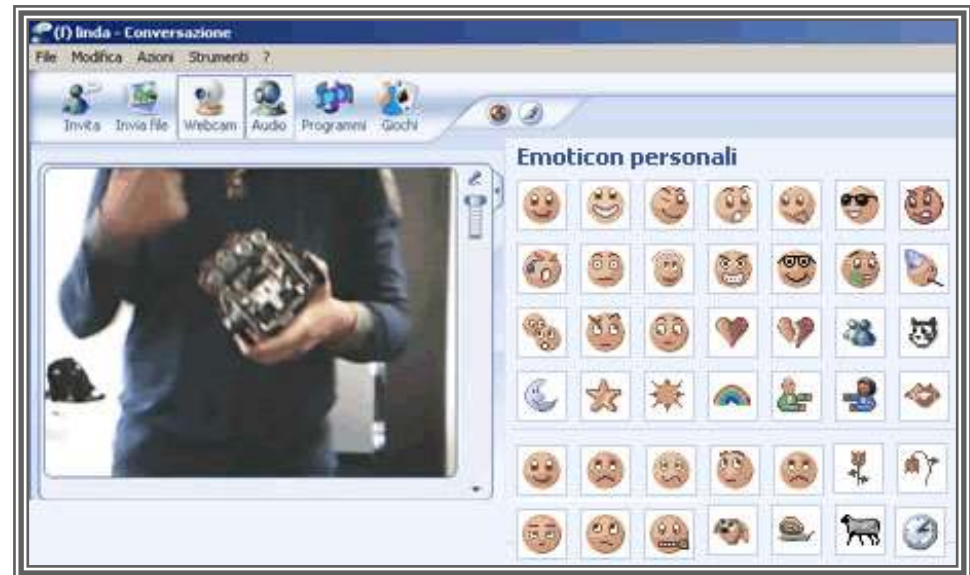 (f) linda - Conversazione
File Modifica Azioni Strumenti ?
Invita Invia file Webcam Audio Programmi Giochi
Emoticon personali